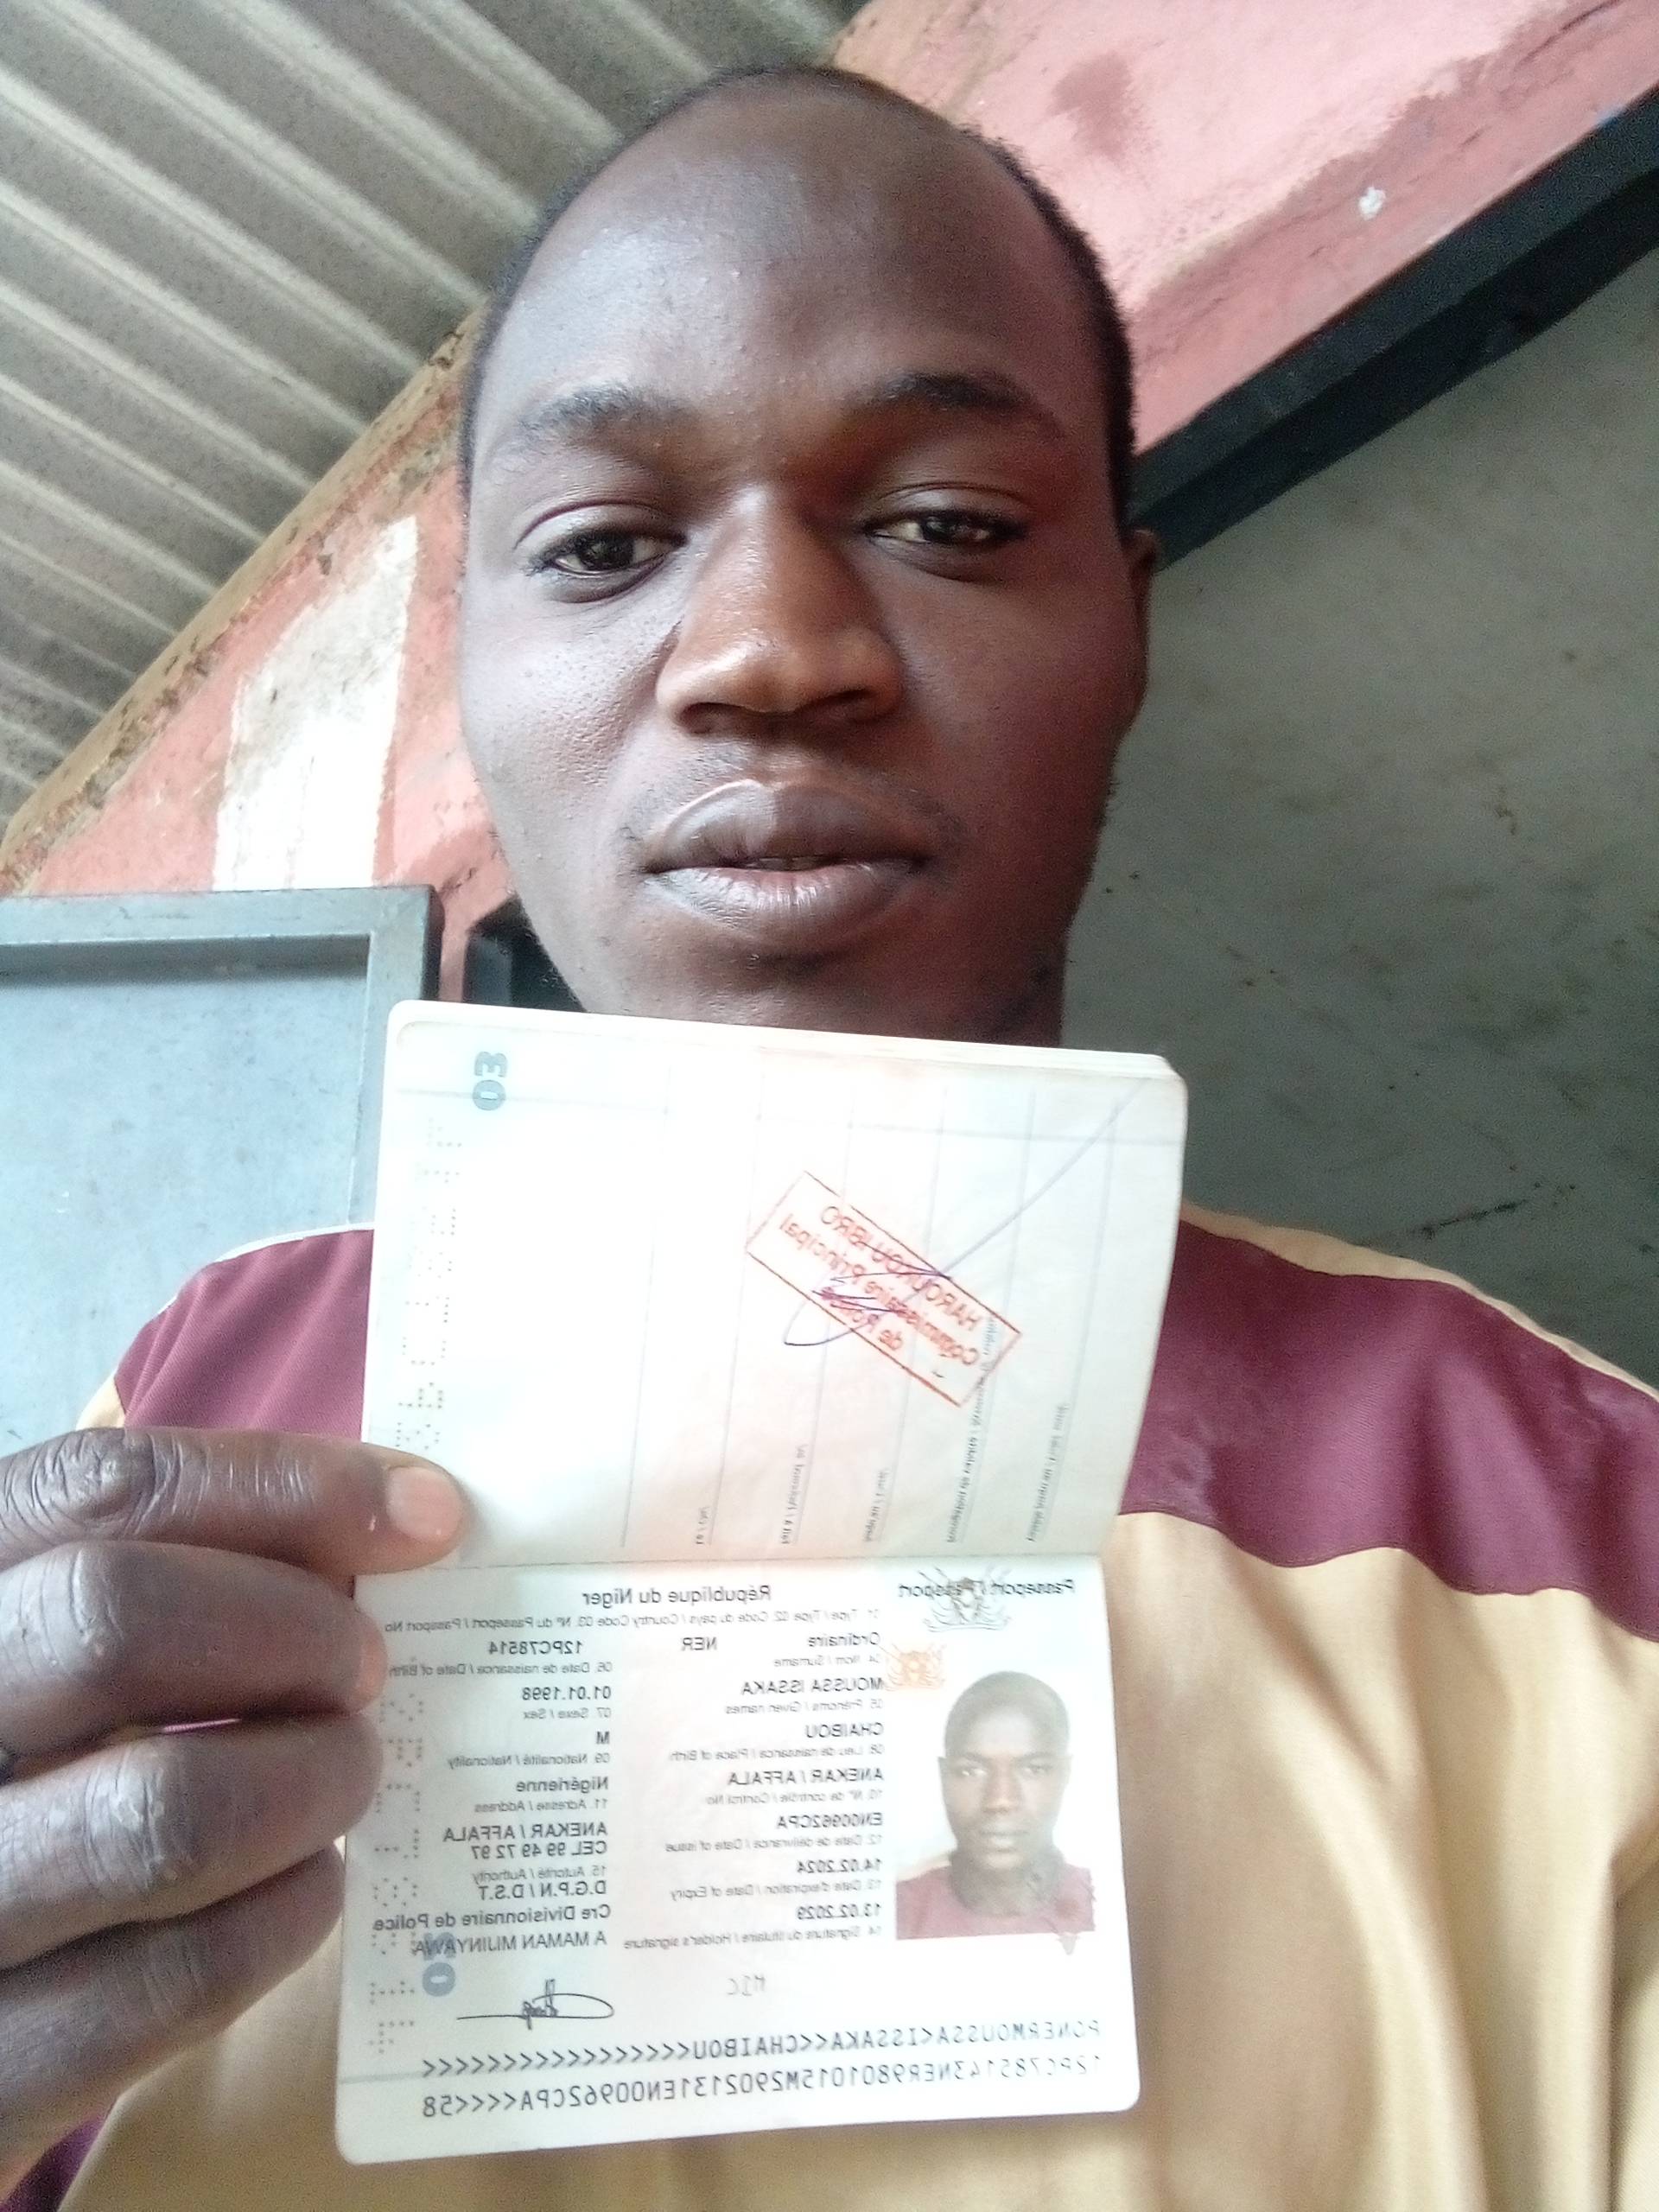 03
HAROUNDU IBRO
Commissaire Principal
de Police
Passeport / Passport
République du Niger
01. Type / Type 02. Code du pays / Country Code 03. N° du Passeport / Passport No
Ordinaire NER 12PC78514
04. Nom / Surname
MOUSSA ISSAKA
05. Prénoms / Given names
CHAIBOU
06. Date de naissance / Date of Birth
01.01.1998
07. Sexe / Sex
M
08. Lieu de naissance / Place of Birth
ANEKAR / AFFALA
09. Nationalité / Nationality
Nigérienne
10. N° de contrôle / Control No
EN00962CPA
11. Adresse / Address
ANEKAR / AFFALA
CEL 99 49 72 97
12. Date de délivrance / Date of issue
14.02.2024
13. Date d'expiration / Date of Expiry
13.02.2029
15. Autorité / Authority
D.G.P.N / D.S.T
Cre Divisionnaire de Police
A MAMAN MIJINYAWA
14. Signature du titulaire / Holder's signature
MIC
PONERMOUSSA<ISSAKA<<CHAIBOU<<<<<<<<<<<<<<<<<
12PC785143NER9801015M2902131EN00962CPA<<<<58